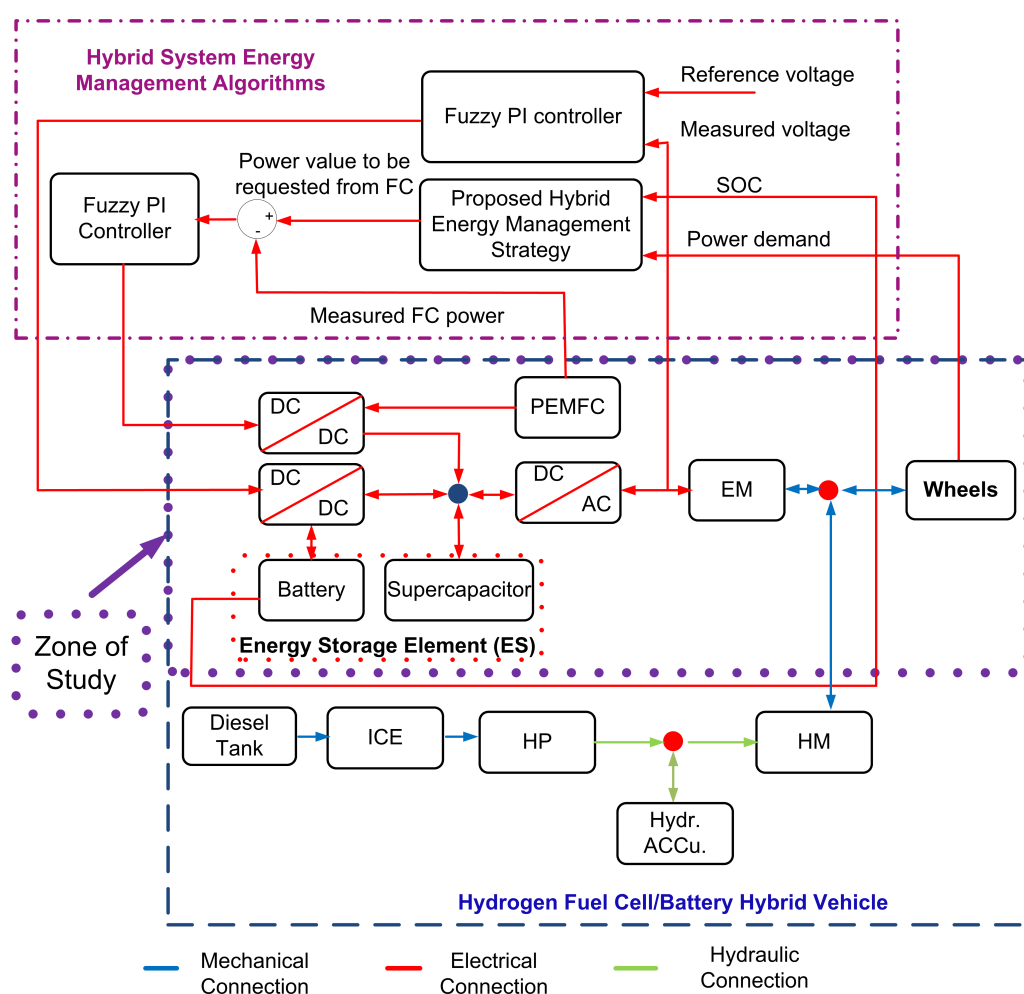 Hybrid System Energy
Management Algorithms
Reference voltage
Fuzzy PI controller
Measured voltage
Power value to be
requested from FC
SOC
Proposed Hybrid
Energy Management
Strategy
Fuzzy PI
Controller
+
-
Power demand
Measured FC power
DC
DC
PEMFC
DC
DC
DC
AC
EM
Wheels
Battery
Supercapacitor
Energy Storage Element (ES)
Zone of
Study
Diesel
Tank
ICE
HP
HM
Hydr.
ACCu.
Hydrogen Fuel Cell/Battery Hybrid Vehicle
Mechanical
Connection
Electrical
Connection
Hydraulic
Connection